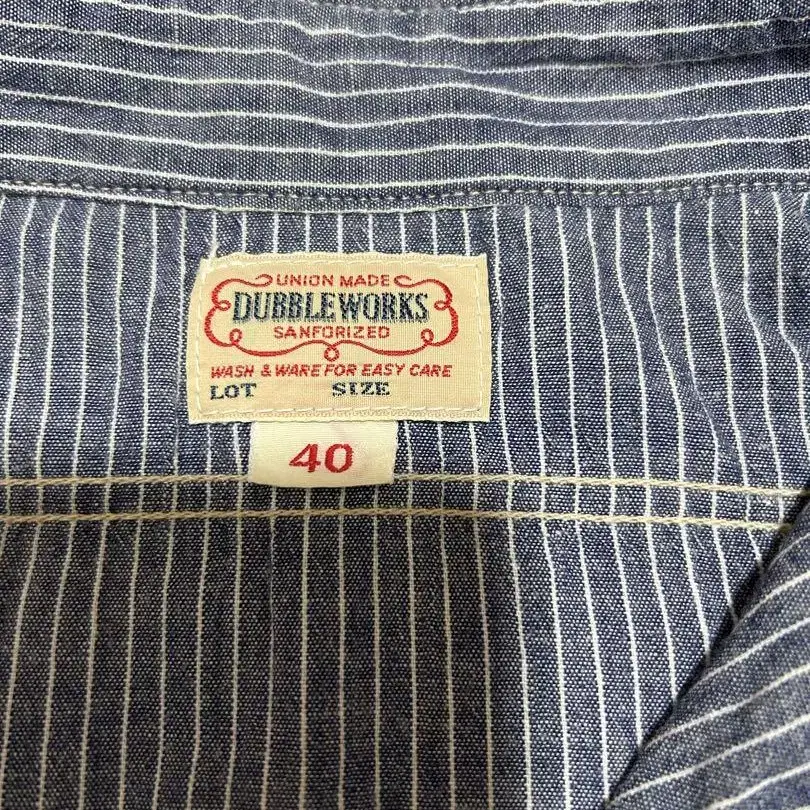 UNION MADE
DUBBLEWORKS
SANFORIZED
WASH & WARE FOR EASY CARE
LOT SIZE
40